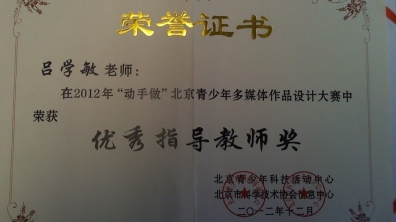 荣誉证书
吕学敏 老师：
在2012年“动手做”北京青少年多媒体作品设计大赛中
荣获
优秀指导教师奖
北京青少年科技活动中心
北京市科学技术协会信息中心
二〇一二年十二月